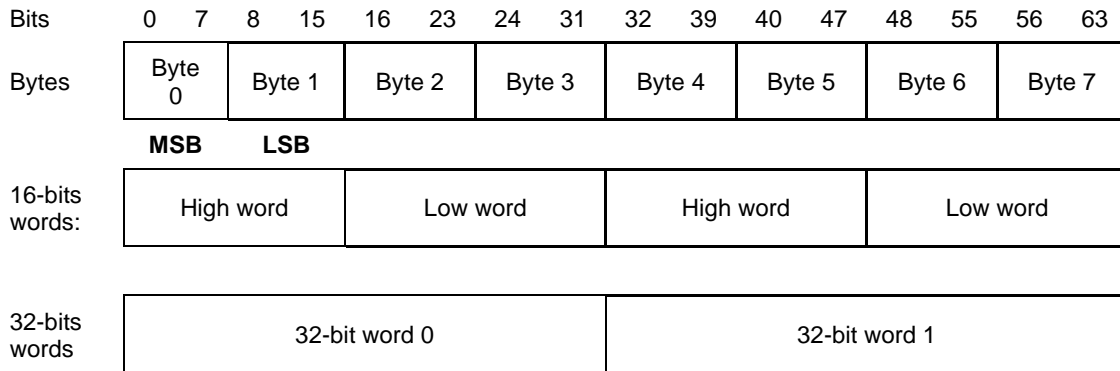 Bits 0 7 8 15 16 23 24 31 32 39 40 47 48 55 56 63
Bytes Byte 0 Byte 1 Byte 2 Byte 3 Byte 4 Byte 5 Byte 6 Byte 7
MSB LSB
16-bits words: High word Low word High word Low word
32-bits words 32-bit word 0 32-bit word 1